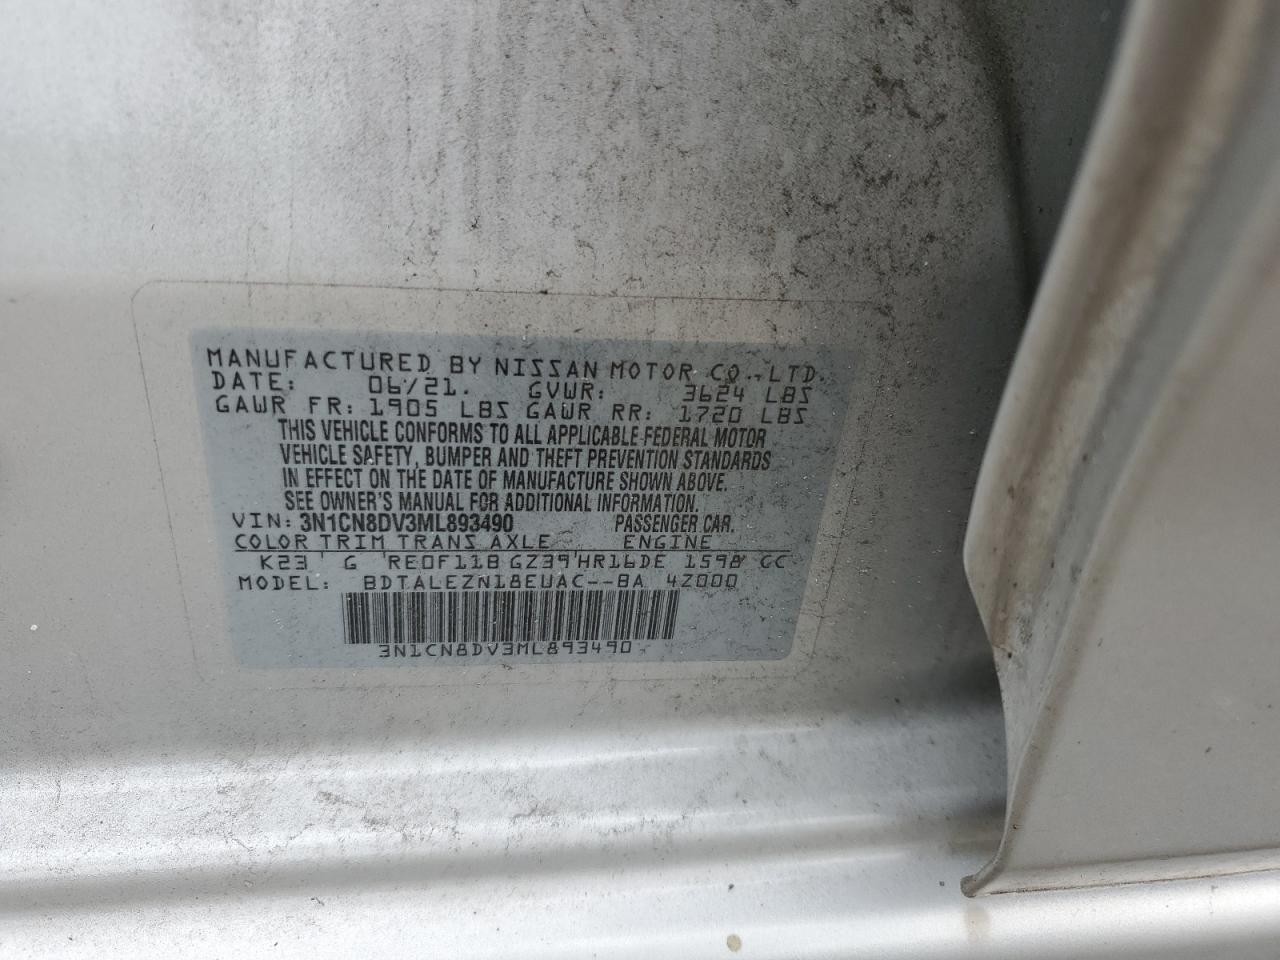 MANUFACTURED BY NISSAN MOTOR CO.,LTD.
DATE: 06/21. GVWR: 3624 LBS
GAWR FR: 1905 LBS GAWR RR: 1720 LBS
THIS VEHICLE CONFORMS TO ALL APPLICABLE FEDERAL MOTOR
VEHICLE SAFETY, BUMPER AND THEFT PREVENTION STANDARDS
IN EFFECT ON THE DATE OF MANUFACTURE SHOWN ABOVE.
SEE OWNER'S MANUAL FOR ADDITIONAL INFORMATION.
VIN: 3N1CN8DV3ML893490 PASSENGER CAR.
COLOR TRIM TRANS AXLE ENGINE
K23 G RE0F11B GZ39 HR16DE 1598 CC
MODEL: BDTALEZN18EUAC--BA 4Z000
3N1CN8DV3ML893490